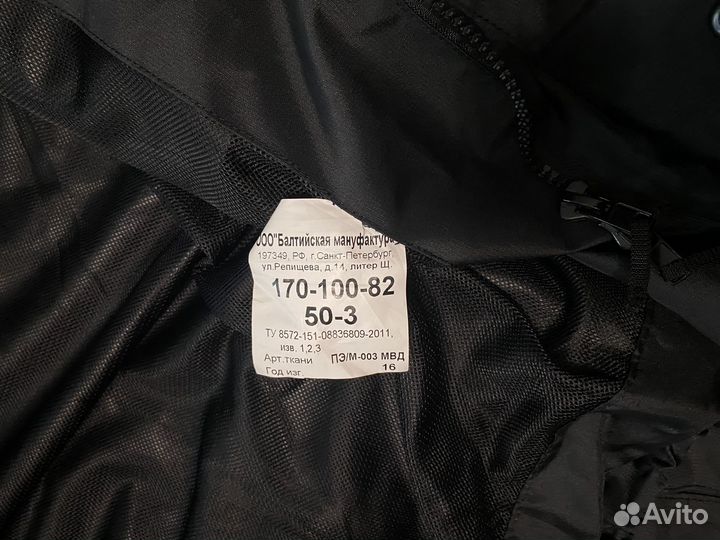 ООО"Балтийская мануфактура"
197349, РФ, г.Санкт-Петербург,
ул.Репищева, д.14, литер Щ.
170-100-82
50-3
ТУ 8572-151-08836809-2011,
изв. 1,2,3
Арт.ткани ПЭ/М-003 МВД
Год изг. 16
Avito